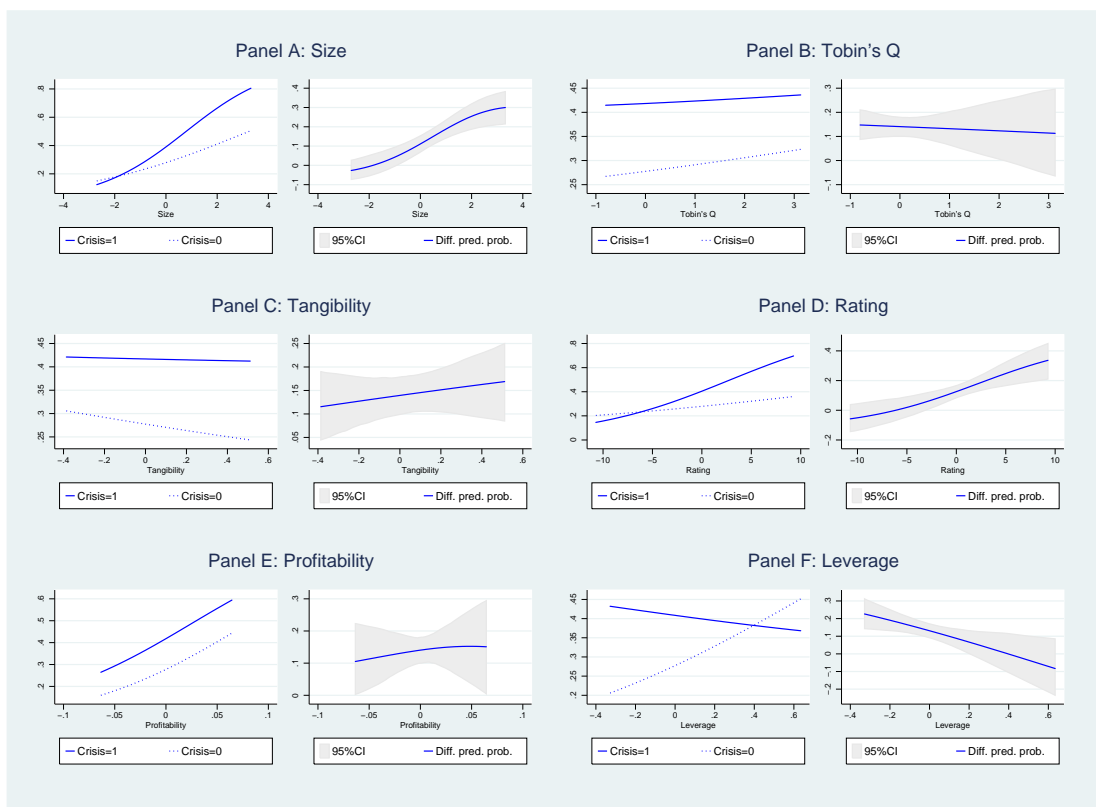 Panel A: Size
.2 .4 .6 .8
−4 −2 0 2 4
Size
Crisis=1 Crisis=0
−.1 0 .1 .2 .3 .4
−4 −2 0 2 4
Size
95%CI Diff. pred. prob.
Panel B: Tobin's Q
.25 .3 .35 .4 .45
−1 0 1 2 3
Tobin's Q
Crisis=1 Crisis=0
−.1 0 .1 .2 .3
−1 0 1 2 3
Tobin's Q
95%CI Diff. pred. prob.
Panel C: Tangibility
.25 .3 .35 .4 .45
−.4 −.2 0 .2 .4 .6
Tangibility
Crisis=1 Crisis=0
.05 .1 .15 .2 .25
−.4 −.2 0 .2 .4 .6
Tangibility
95%CI Diff. pred. prob.
Panel D: Rating
0 .2 .4 .6 .8
−10 −5 0 5 10
Rating
Crisis=1 Crisis=0
−.2 0 .2 .4
−10 −5 0 5 10
Rating
95%CI Diff. pred. prob.
Panel E: Profitability
.2 .3 .4 .5 .6
−.1 −.05 0 .05 .1
Profitability
Crisis=1 Crisis=0
0 .1 .2 .3
−.1 −.05 0 .05 .1
Profitability
95%CI Diff. pred. prob.
Panel F: Leverage
.2 .25 .3 .35 .4 .45
−.4 −.2 0 .2 .4 .6
Leverage
Crisis=1 Crisis=0
−.2 −.1 0 .1 .2 .3
−.4 −.2 0 .2 .4 .6
Leverage
95%CI Diff. pred. prob.